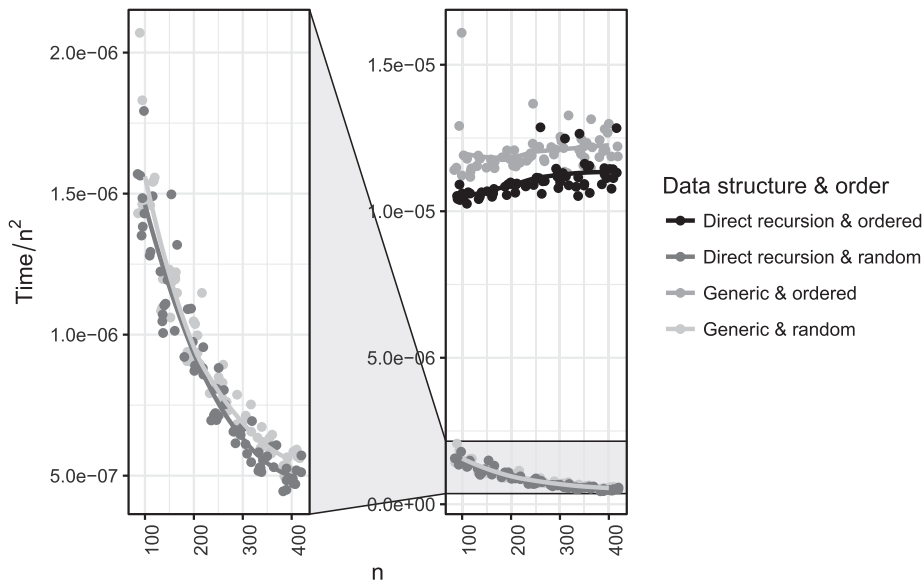 2.0e−06
1.5e−06
1.0e−06
5.0e−07
Time/n²
100
200
300
400
1.5e−05
1.0e−05
5.0e−06
0.0e+00
100
200
300
400
n
Data structure & order
Direct recursion & ordered
Direct recursion & random
Generic & ordered
Generic & random